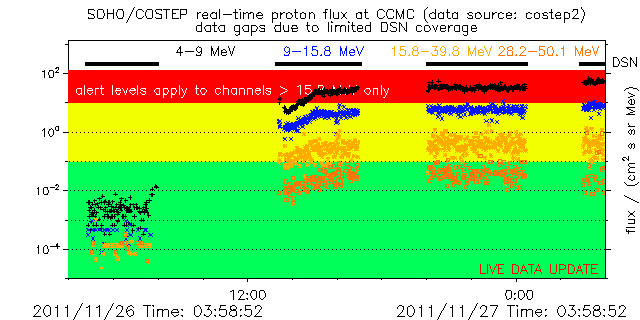 SOHO/COSTEP real-time proton flux at CCMC (data source: costep2)
data gaps due to limited DSN coverage
4-9 MeV 9-15.8 MeV 15.8-39.8 MeV 28.2-50.1 MeV
DSN
10² 
alert levels apply to channels > 15.8 only
10⁰
10⁻²
10⁻⁴
flux / (cm² s sr Mev)
LIVE DATA UPDATE
12:00 0:00
2011/11/26 Time: 03:58:52 2011/11/27 Time: 03:58:52